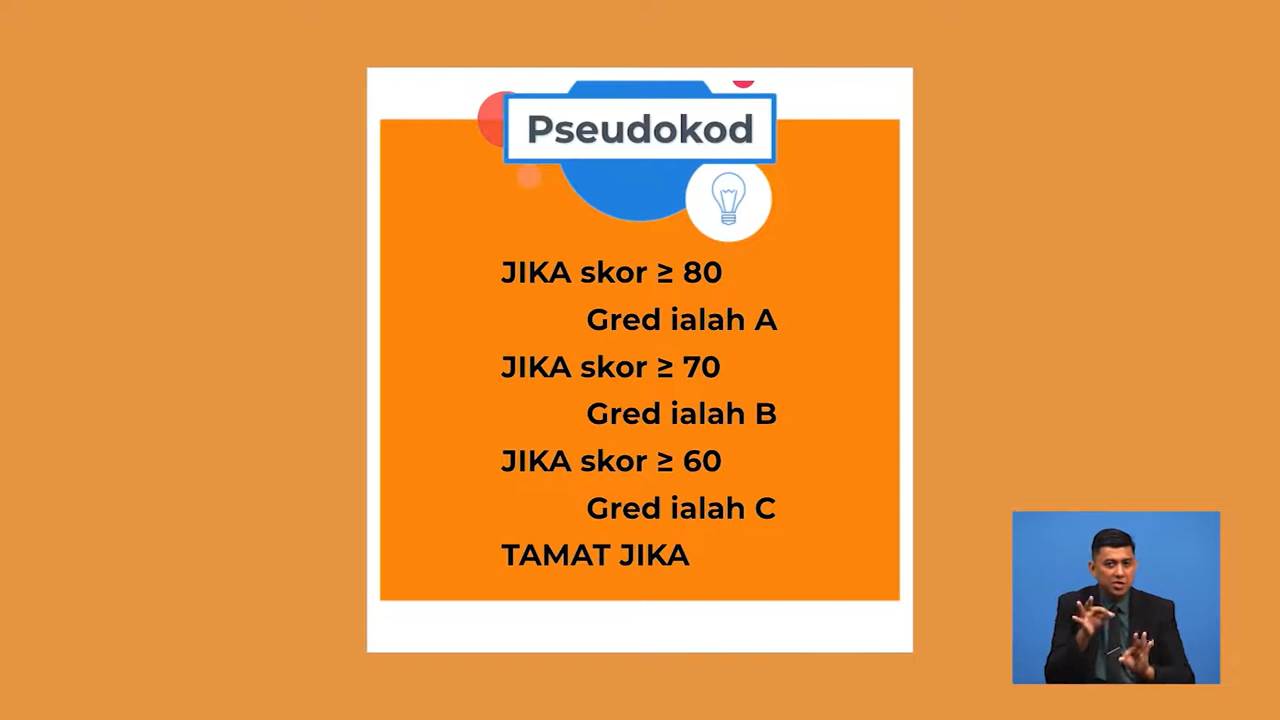 Pseudokod
JIKA skor ≥ 80
Gred ialah A
JIKA skor ≥ 70
Gred ialah B
JIKA skor ≥ 60
Gred ialah C
TAMAT JIKA